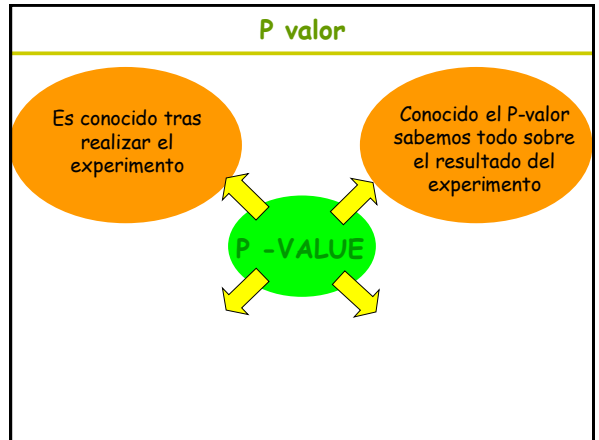 P valor
Es conocido tras
realizar el
experimento
Conocido el P-valor
sabemos todo sobre
el resultado del
experimento
P -VALUE